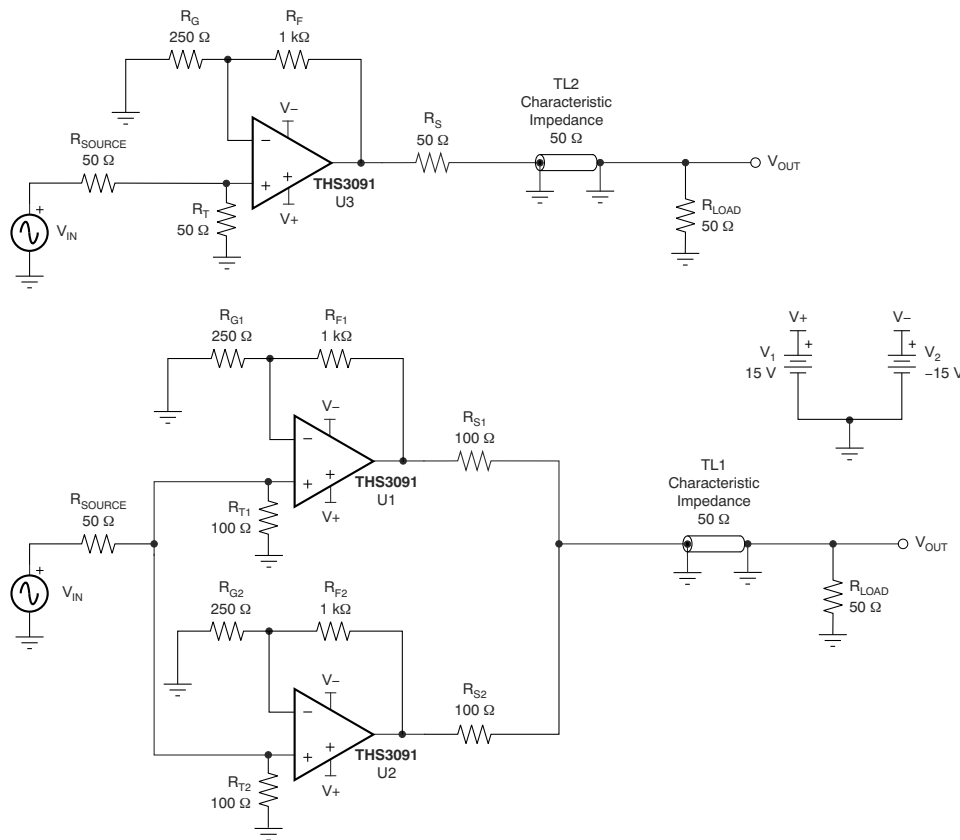 R_G
250 Ω
R_F
1 kΩ
TL2
Characteristic
Impedance
50 Ω
V−
R_S
50 Ω
R_SOURCE
50 Ω
−
+
+
THS3091
U3
V+
V_OUT
R_T
50 Ω
R_LOAD
50 Ω
+
V_IN
R_G1
250 Ω
R_F1
1 kΩ
V+
V−
+
+
V_1
15 V
V_2
−15 V
V−
R_S1
100 Ω
−
+
+
THS3091
U1
V+
TL1
Characteristic
Impedance
50 Ω
R_SOURCE
50 Ω
R_T1
100 Ω
V_OUT
+
V_IN
R_LOAD
50 Ω
R_G2
250 Ω
R_F2
1 kΩ
V−
R_S2
100 Ω
−
+
+
THS3091
U2
V+
R_T2
100 Ω